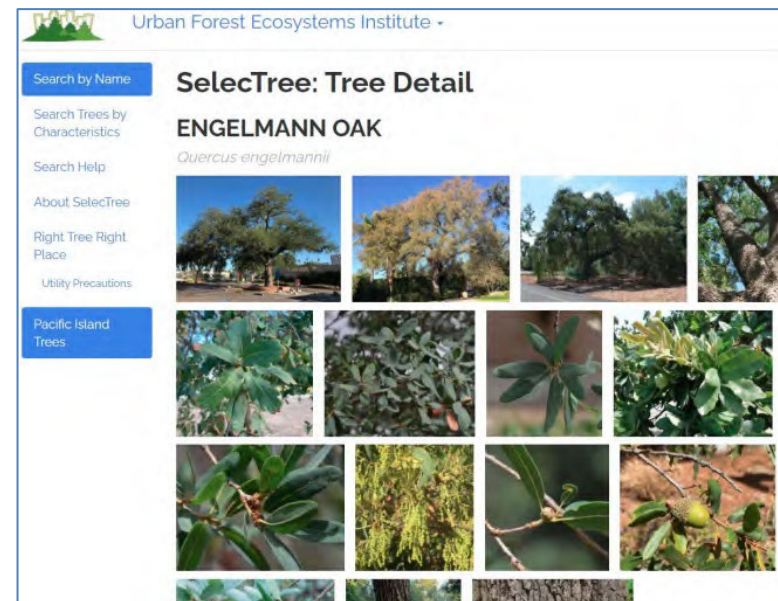 Urban Forest Ecosystems Institute
Search by Name
Search Trees by
Characteristics
Search Help
About SelecTree
Right Tree Right
Place
Utility Precautions
Pacific Island
Trees
SelecTree: Tree Detail
ENGELMANN OAK
Quercus engelmannii